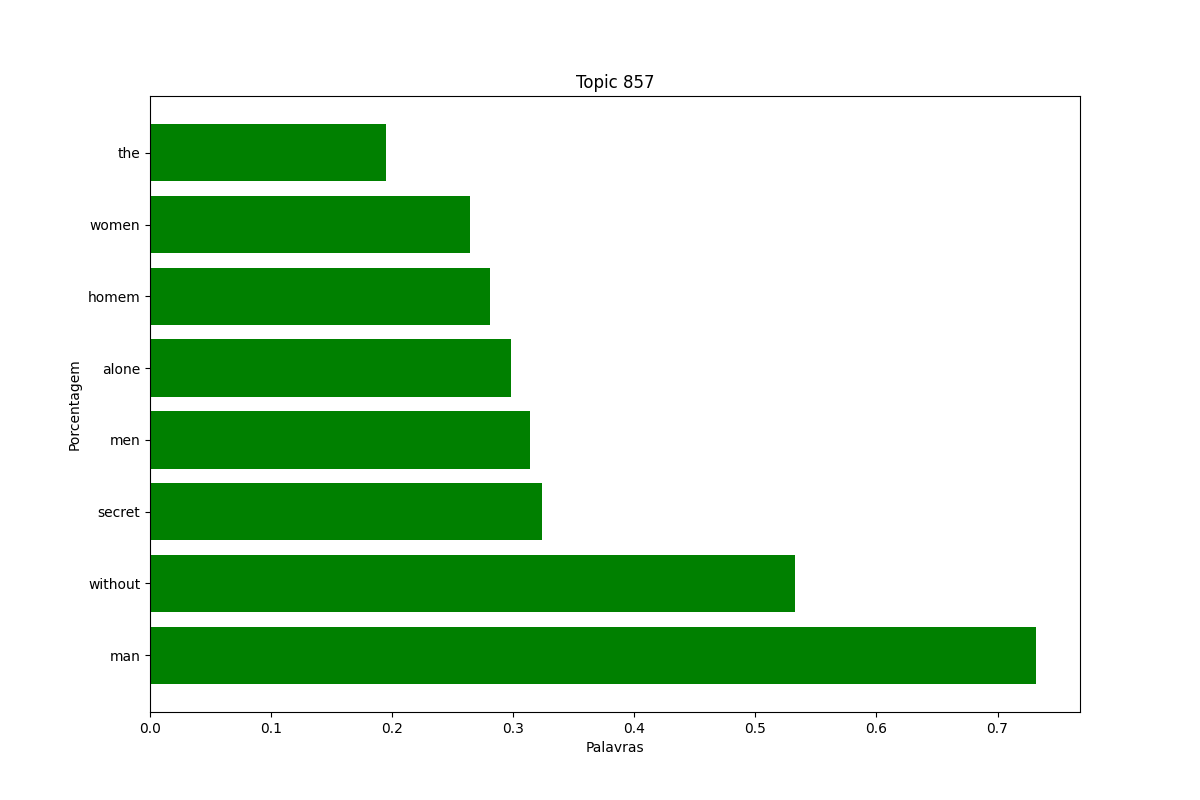 Topic 857
the
women
homem
alone
men
secret
without
man
Porcentagem
0.0 0.1 0.2 0.3 0.4 0.5 0.6 0.7
Palavras